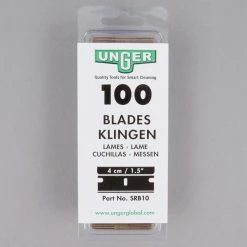 UNGER
Quality Tools for Smart Cleaning
100
BLADES
KLINGEN
LAMES - LAME
CUCHILLAS - MESSEN
4 cm / 1.5"
Part No. SRB10
www.ungerglobal.com